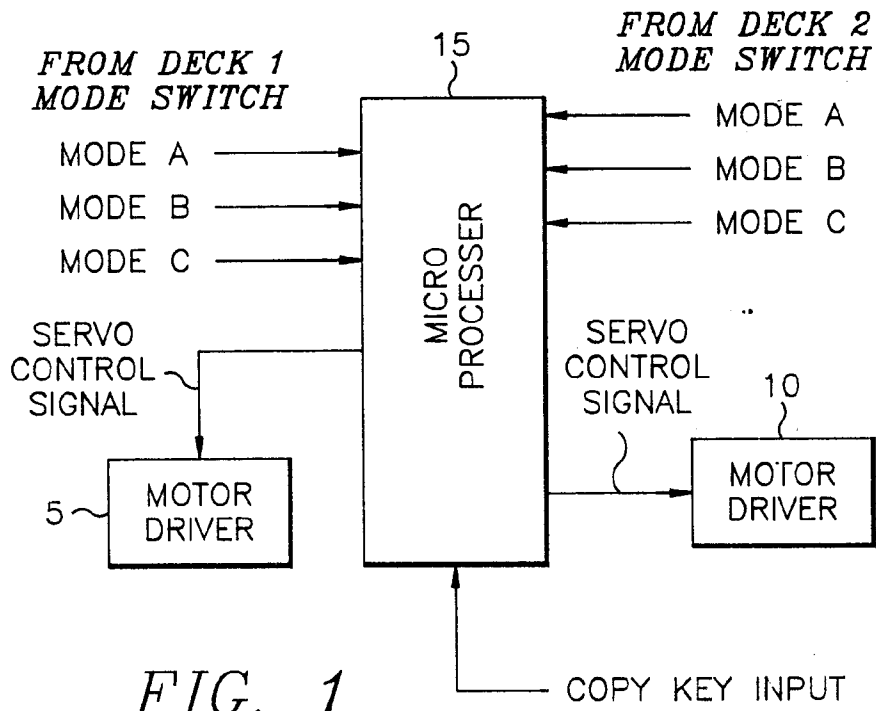 FROM DECK 1
MODE SWITCH
MODE A
MODE B
MODE C
SERVO
CONTROL
SIGNAL
5
MOTOR
DRIVER
15
MICRO
PROCESSER
FROM DECK 2
MODE SWITCH
MODE A
MODE B
MODE C
SERVO
CONTROL
SIGNAL
10
MOTOR
DRIVER
COPY KEY INPUT
FIG. 1